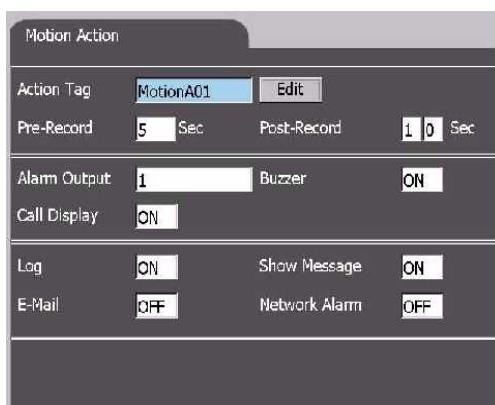 Motion Action
Action Tag MotionA01 Edit
Pre-Record 5 Sec Post-Record 1 0 Sec
Alarm Output 1 Buzzer ON
Call Display ON
Log ON Show Message ON
E-Mail OFF Network Alarm OFF